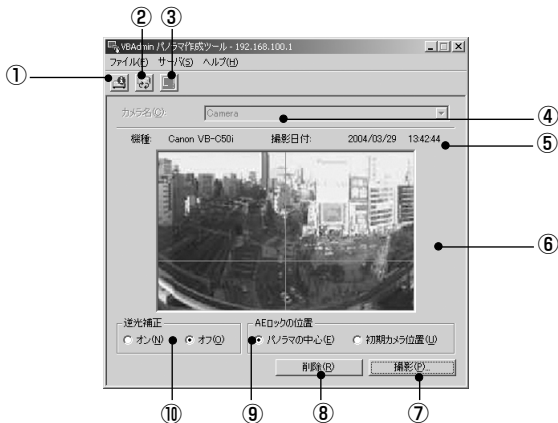 ② ③
①
VBAdmin パノラマ作成ツール - 192.168.100.1
ファイル(F) サーバ(S) ヘルプ(H)
カメラ名(C): Camera
④
機種: Canon VB-C50i 撮影日付: 2004/03/29 13:42:44
⑤
⑥
逆光補正 AEロックの位置
オン(N) オフ(O) パノラマの中心(E) 初期カメラ位置(U)
削除(R) 撮影(P)...
⑩ ⑨ ⑧ ⑦